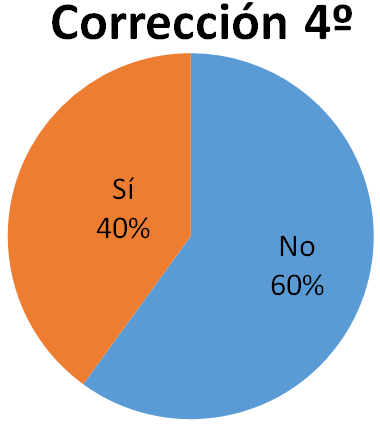 Corrección 4º
Sí
40%
No
60%